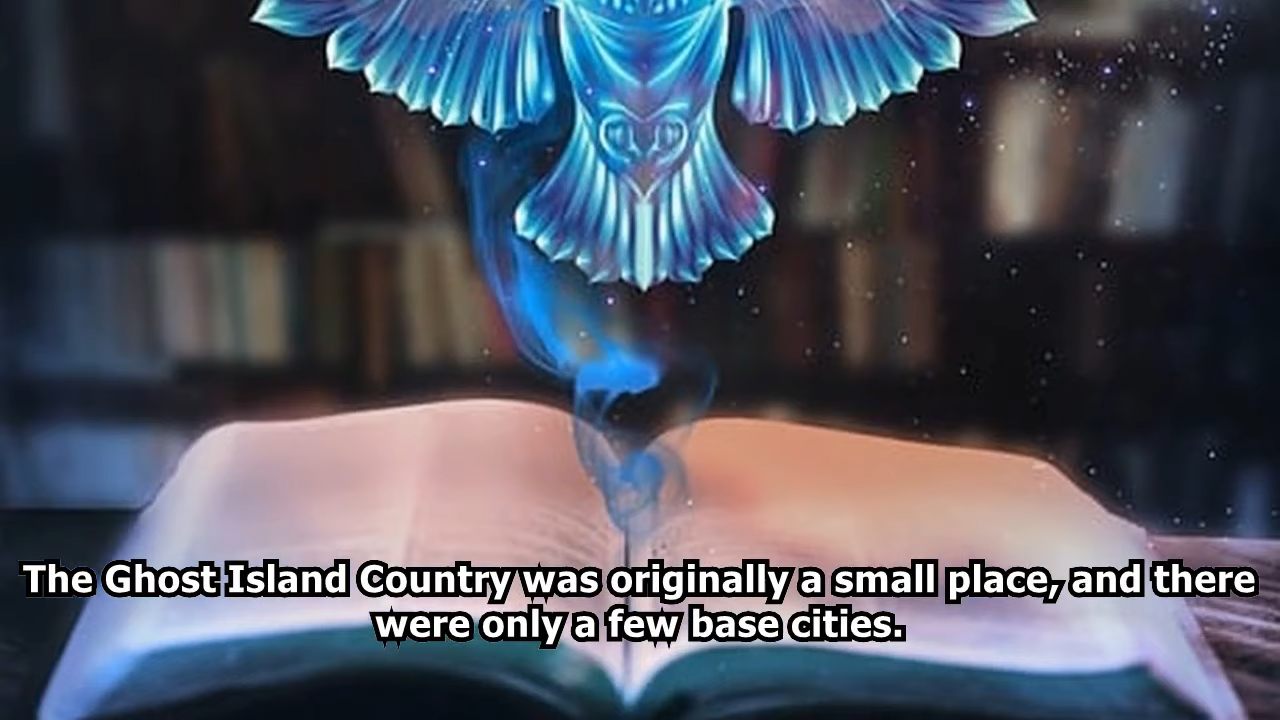 The Ghost Island Country was originally a small place, and there
were only a few base cities.